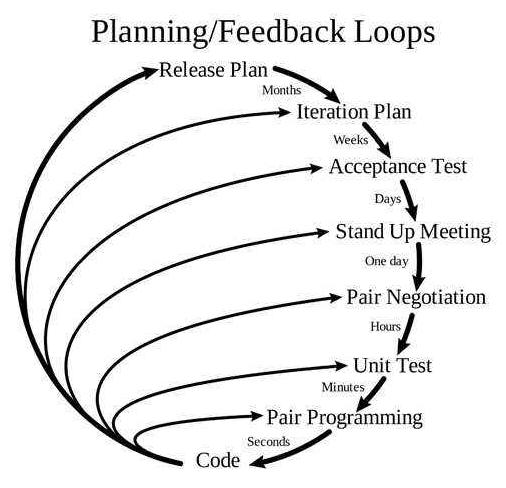 Planning/Feedback Loops
Release Plan
Months
Iteration Plan
Weeks
Acceptance Test
Days
Stand Up Meeting
One day
Pair Negotiation
Hours
Unit Test
Minutes
Pair Programming
Seconds
Code